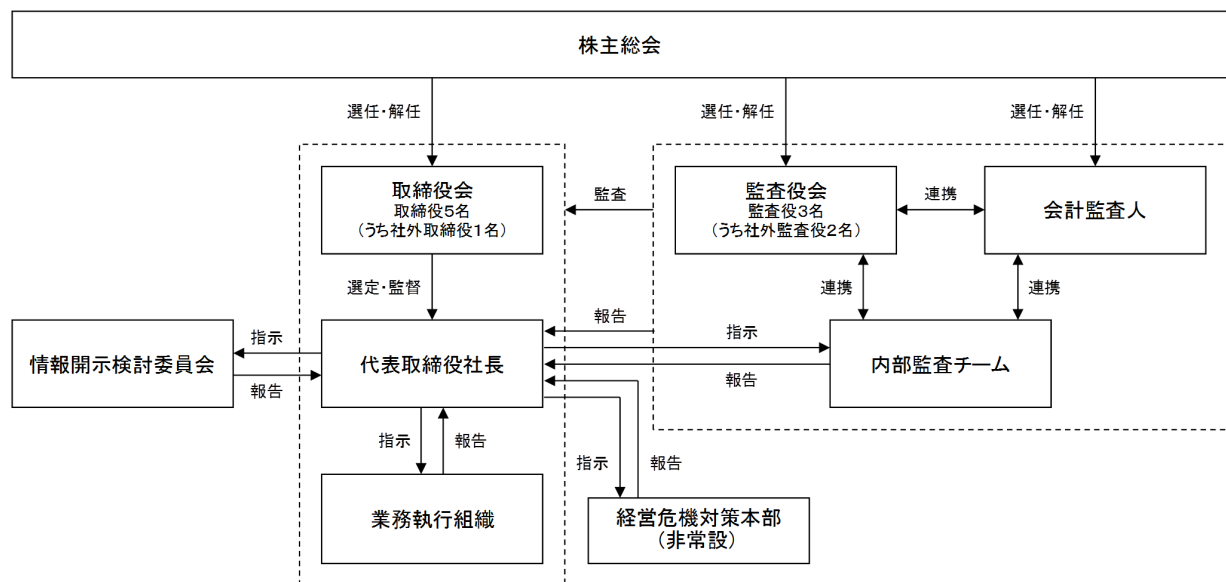 株主総会
選任・解任
選任・解任
選任・解任
取締役会
取締役5名
(うち社外取締役1名)
監査
監査役会
監査役3名
(うち社外監査役2名)
連携
会計監査人
選定・監督
連携
連携
情報開示検討委員会
指示
報告
代表取締役社長
報告
指示
報告
内部監査チーム
指示
報告
指示
報告
業務執行組織
経営危機対策本部
(非常設)